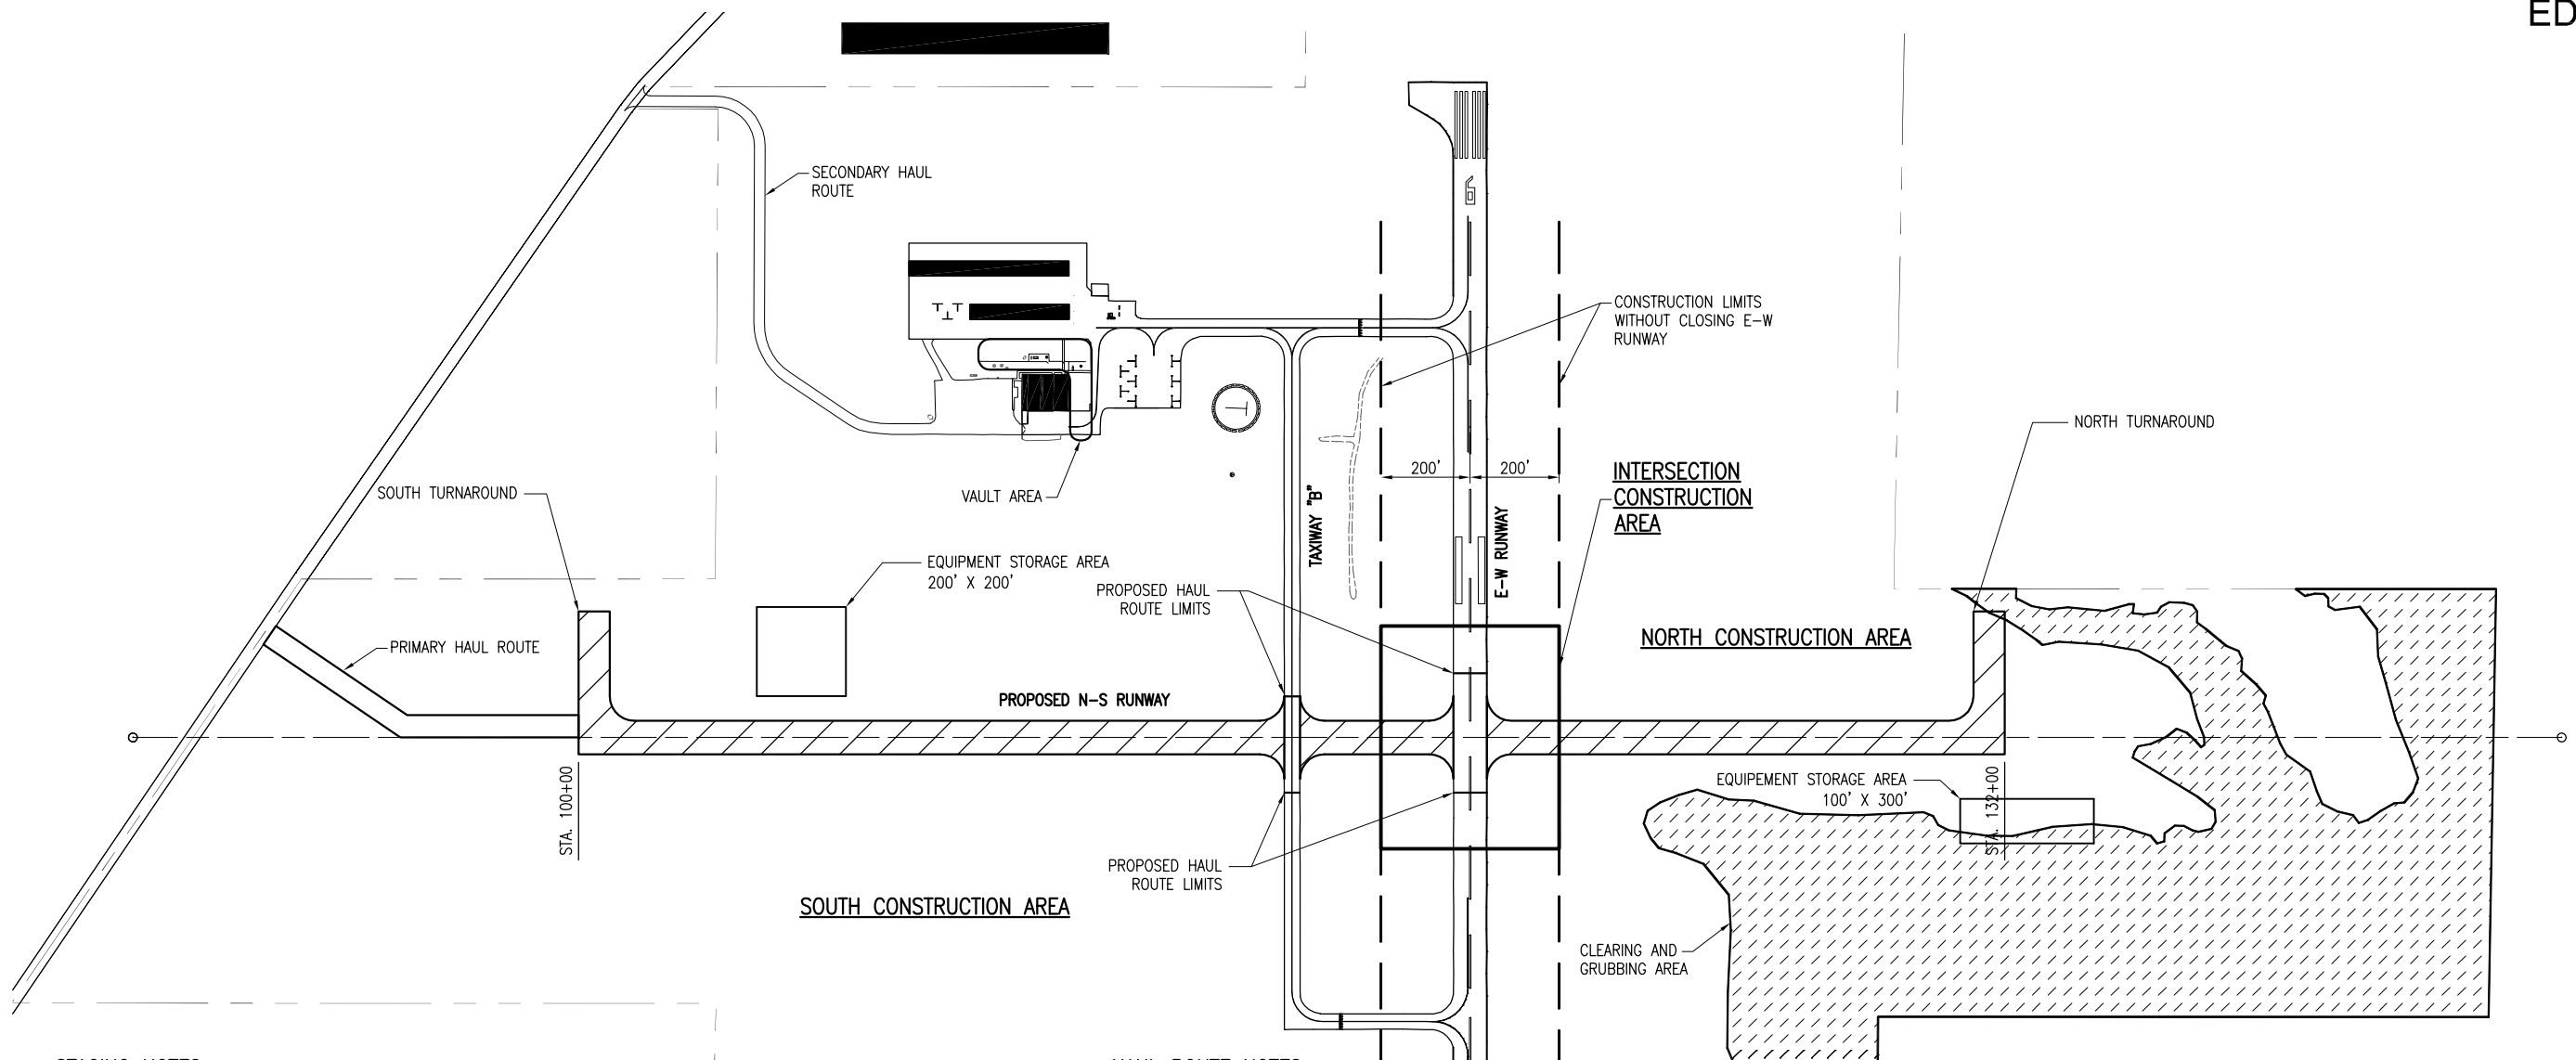 ED
SECONDARY HAUL
ROUTE
9
CONSTRUCTION LIMITS
WITHOUT CLOSING E-W
RUNWAY
NORTH TURNAROUND
SOUTH TURNAROUND
VAULT AREA
200'
200'
INTERSECTION
CONSTRUCTION
AREA
TAXIWAY "B"
E-W RUNWAY
EQUIPMENT STORAGE AREA
200' X 200'
PROPOSED HAUL
ROUTE LIMITS
PRIMARY HAUL ROUTE
NORTH CONSTRUCTION AREA
PROPOSED N-S RUNWAY
STA. 100+00
EQUIPEMENT STORAGE AREA
100' X 300'
STA. 132+00
PROPOSED HAUL
ROUTE LIMITS
SOUTH CONSTRUCTION AREA
CLEARING AND
GRUBBING AREA